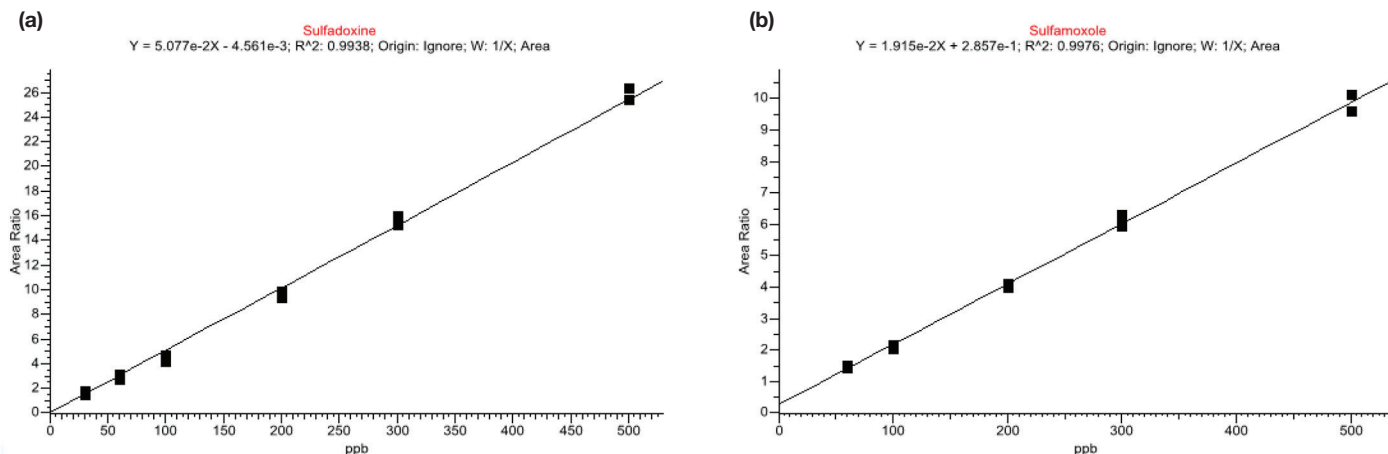 (a)
Sulfadoxine
Y = 5.077e-2X - 4.561e-3; R^2: 0.9938; Origin: Ignore; W: 1/X; Area
26
24
22
20
18
16
14
12
10
8
6
4
2
0
Area Ratio
0 50 100 150 200 250 300 350 400 450 500
ppb
(b)
Sulfamoxole
Y = 1.915e-2X + 2.857e-1; R^2: 0.9976; Origin: Ignore; W: 1/X; Area
10
9
8
7
6
5
4
3
2
1
0
Area Ratio
0 100 200 300 400 500
ppb